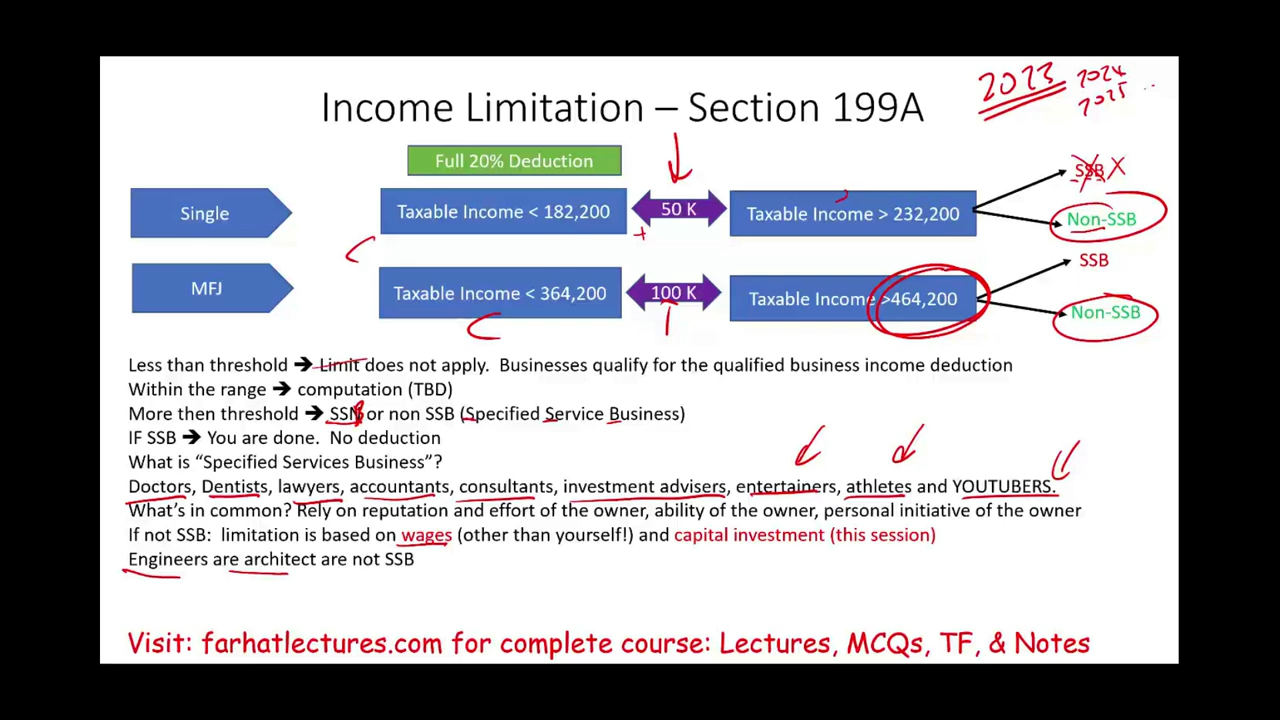 Income Limitation – Section 199A
2023
2024
2025
Full 20% Deduction
Single
Taxable Income < 182,200
50 K
Taxable Income > 232,200
SSB
Non-SSB
MFJ
Taxable Income < 364,200
100 K
Taxable Income >464,200
SSB
Non-SSB
Less than threshold ➔ Limit does not apply. Businesses qualify for the qualified business income deduction
Within the range ➔ computation (TBD)
More then threshold ➔ SSB or non SSB (Specified Service Business)
IF SSB ➔ You are done. No deduction
What is “Specified Services Business”?
Doctors, Dentists, lawyers, accountants, consultants, investment advisers, entertainers, athletes and YOUTUBERS.
What’s in common? Rely on reputation and effort of the owner, ability of the owner, personal initiative of the owner
If not SSB: limitation is based on wages (other than yourself!) and capital investment (this session)
Engineers are architect are not SSB
Visit: farhatlectures.com for complete course: Lectures, MCQs, TF, & Notes